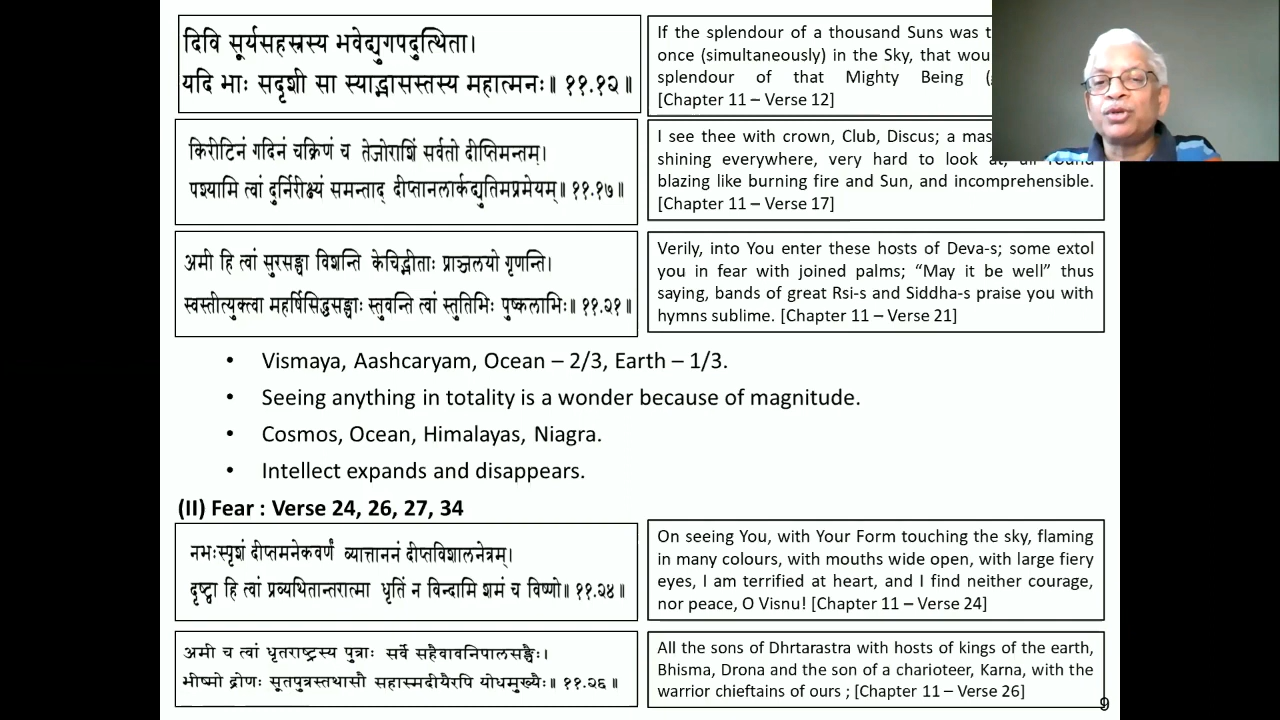 दिवि सूर्यसहस्रस्य भवेद्युगपदुत्थिता।
यदि भाः सदृशी सा स्याद्भासस्तस्य महात्मनः॥ ११.१२॥
If the splendour of a thousand Suns was
once (simultaneously) in the Sky, that
splendour of that Mighty Being
[Chapter 11 – Verse 12]
किरीटिनं गदिनं चक्रिणं च तेजोराशिं सर्वतो दीप्तिमन्तम्।
पश्यामि त्वां दुर्निरीक्ष्यं समन्ताद् दीप्तानलार्कद्युतिमप्रमेयम्॥ ११.१७॥
I see thee with crown, Club, Discus; a
shining everywhere, very hard to look at, all round
blazing like burning fire and Sun, and incomprehensible.
[Chapter 11 – Verse 17]
अमी हि त्वां सुरसङ्घा विशन्ति केचिद्भीताः प्राञ्जलयो गृणन्ति।
स्वस्तीत्युक्त्वा महर्षिसिद्धसङ्घाः स्तुवन्ति त्वां स्तुतिभिः पुष्कलाभिः॥ ११.२१॥
Verily, into You enter these hosts of Deva-s; some extol
you in fear with joined palms; “May it be well” thus
saying, bands of great Rsi-s and Siddha-s praise you with
hymns sublime. [Chapter 11 – Verse 21]
• Vismaya, Aashcaryam, Ocean – 2/3, Earth – 1/3.
• Seeing anything in totality is a wonder because of magnitude.
• Cosmos, Ocean, Himalayas, Niagra.
• Intellect expands and disappears.
(II) Fear : Verse 24, 26, 27, 34
नभःस्पृशं दीप्तमनेकवर्णं व्यात्ताननं दीप्तविशालनेत्रम्।
दृष्ट्वा हि त्वां प्रव्यथितान्तरात्मा धृतिं न विन्दामि शमं च विष्णो॥ ११.२४॥
On seeing You, with Your Form touching the sky, flaming
in many colours, with mouths wide open, with large fiery
eyes, I am terrified at heart, and I find neither courage,
nor peace, O Visnu! [Chapter 11 – Verse 24]
अमी च त्वां धृतराष्ट्रस्य पुत्राः सर्वे सहैवावनिपालसङ्घैः।
भीष्मो द्रोणः सूतपुत्रस्तथासौ सहास्मदीयैरपि योधमुख्यैः॥ ११.२६॥
All the sons of Dhrtarastra with hosts of kings of the earth,
Bhisma, Drona and the son of a charioteer, Karna, with the
warrior chieftains of ours ; [Chapter 11 – Verse 26]
9